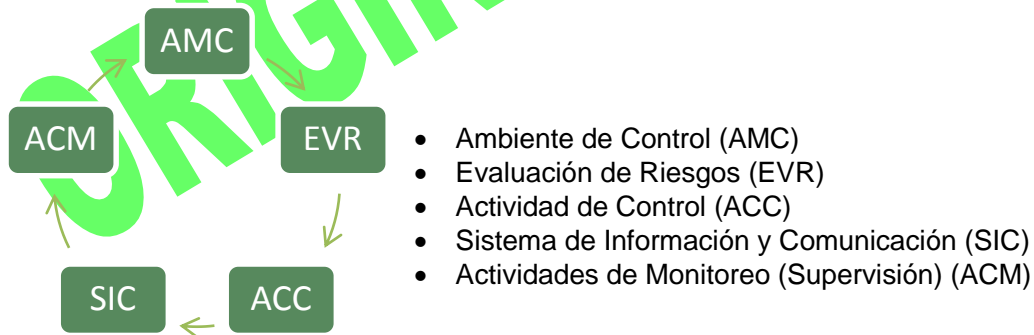 AMC
ACM
EVR
SIC
ACC
• Ambiente de Control (AMC)
• Evaluación de Riesgos (EVR)
• Actividad de Control (ACC)
• Sistema de Información y Comunicación (SIC)
• Actividades de Monitoreo (Supervisión) (ACM)